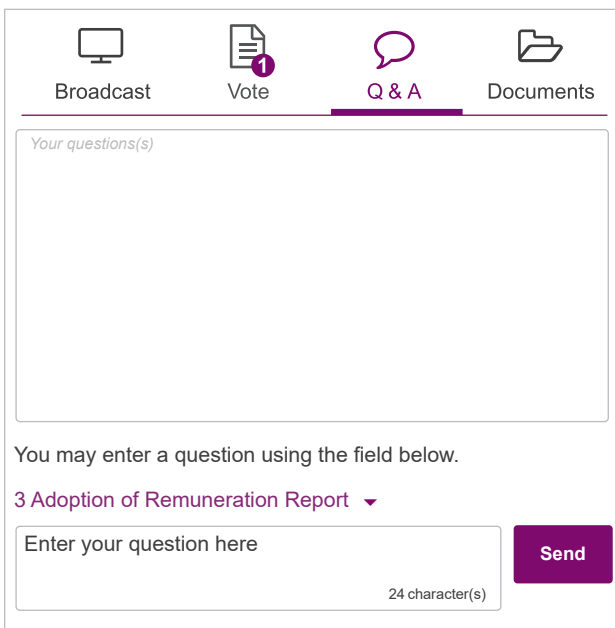 Broadcast
Vote
1
Q & A
Documents
Your questions(s)
You may enter a question using the field below.
3 Adoption of Remuneration Report
Enter your question here
24 character(s)
Send